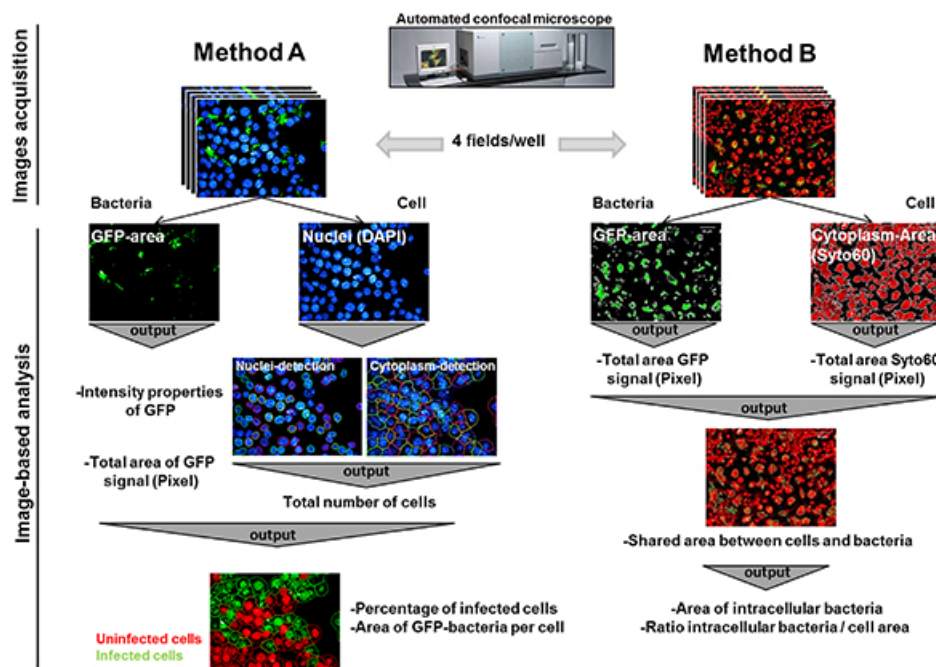 Automated confocal microscope
Method A
Method B
Images acquisition
4 fields/well
Bacteria
Cell
Bacteria
Cell
GFP-area
Nuclei (DAPI)
GFP-area
Cytoplasm-Area
(Syto60)
output
output
output
output
-Total area GFP
signal (Pixel)
-Total area Syto60
signal (Pixel)
Image-based analysis
Nuclei-detection
Cytoplasm-detection
-Intensity properties
of GFP
-Total area of GFP
signal (Pixel)
output
Total number of cells
output
output
-Shared area between cells and bacteria
output
-Area of intracellular bacteria
-Ratio intracellular bacteria / cell area
Uninfected cells
Infected cells
-Percentage of infected cells
-Area of GFP-bacteria per cell